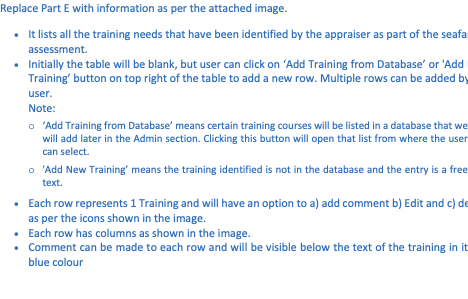 Replace Part E with information as per the attached image.
• It lists all the training needs that have been identified by the appraiser as part of the
assessment.
• Initially the table will be blank, but user can click on ‘Add Training from Database’ or 'Add
Training’ button on top right of the table to add a new row. Multiple rows can be added by
user.
Note:
o ‘Add Training from Database’ means certain training courses will be listed in a database that we
will add later in the Admin section. Clicking this button will open that list from where the user
can select.
o 'Add New Training’ means the training identified is not in the database and the entry is a free
text.
• Each row represents 1 Training and will have an option to a) add comment b) Edit and c)
as per the icons shown in the image.
• Each row has columns as shown in the image.
• Comment can be made to each row and will be visible below the text of the training in
blue colour